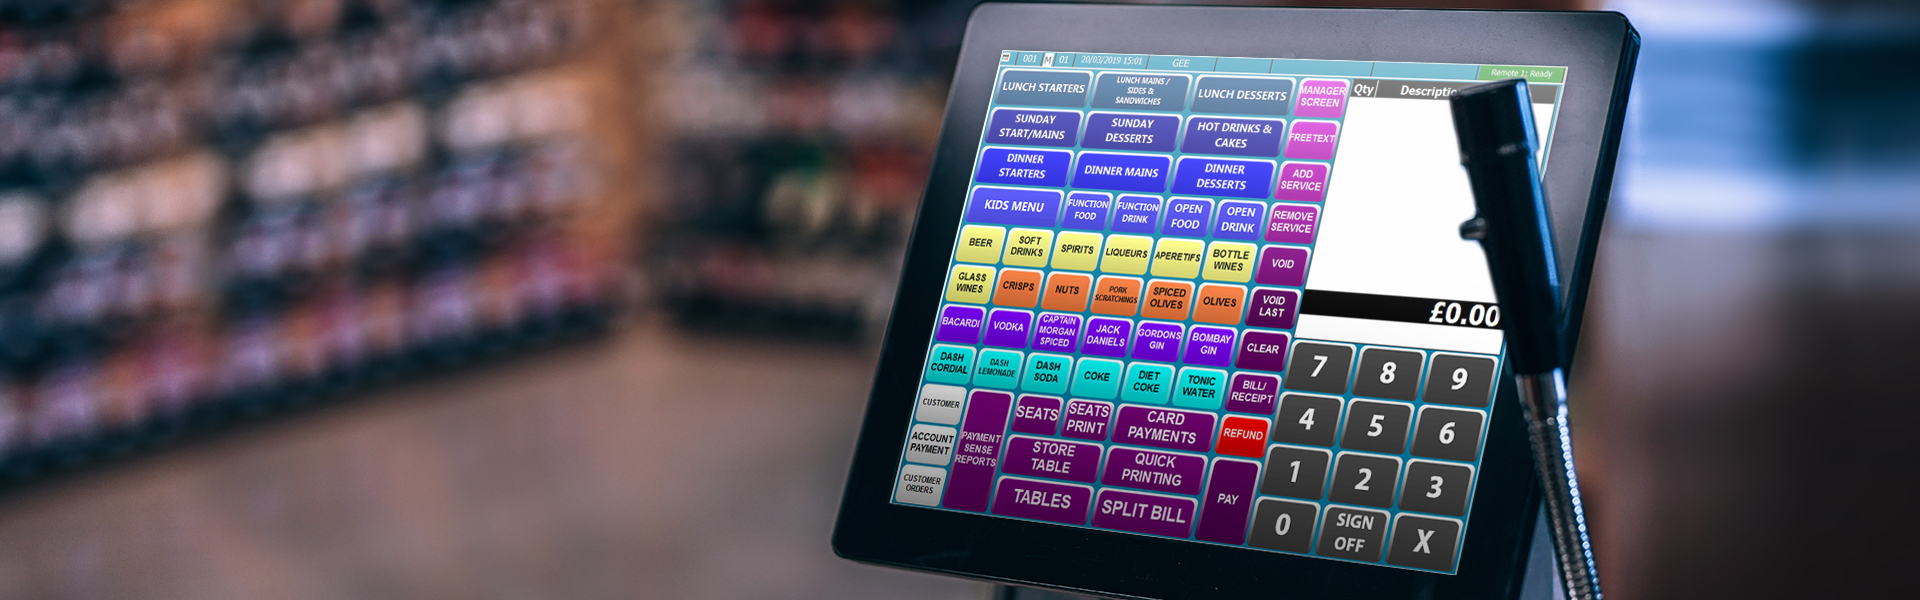 001 M 01 20/03/2019 15:01 GEE Remote 1: Ready
LUNCH STARTERS
LUNCH MAINS /
SIDES &
SANDWICHES
LUNCH DESSERTS
MANAGER
SCREEN
Qty
SUNDAY
START/MAINS
SUNDAY
DESSERTS
HOT DRINKS &
CAKES
FREETEXT
DINNER
STARTERS
DINNER MAINS
DINNER
DESSERTS
ADD
SERVICE
KIDS MENU
FUNCTION
FOOD
FUNCTION
DRINK
OPEN
FOOD
OPEN
DRINK
REMOVE
SERVICE
BEER
SOFT
DRINKS
SPIRITS
LIQUEURS
APERETIFS
BOTTLE
WINES
VOID
GLASS
WINES
CRISPS
NUTS
PORK
SCRATCHINGS
SPICED
OLIVES
OLIVES
VOID
LAST
£0.00
BACARDI
VODKA
CAPTAIN
MORGAN
SPICED
JACK
DANIELS
GORDONS
GIN
BOMBAY
GIN
CLEAR
7 8 9
DASH
CORDIAL
DASH
LEMONADE
DASH
SODA
COKE
DIET
COKE
TONIC
WATER
BILL/
RECEIPT
CUSTOMER
PAYMENT
SENSE
REPORTS
SEATS
SEATS
PRINT
CARD
PAYMENTS
REFUND
4 5 6
ACCOUNT
PAYMENT
STORE
TABLE
QUICK
PRINTING
PAY
1 2 3
CUSTOMER
ORDERS
TABLES
SPLIT BILL
0
SIGN
OFF
X